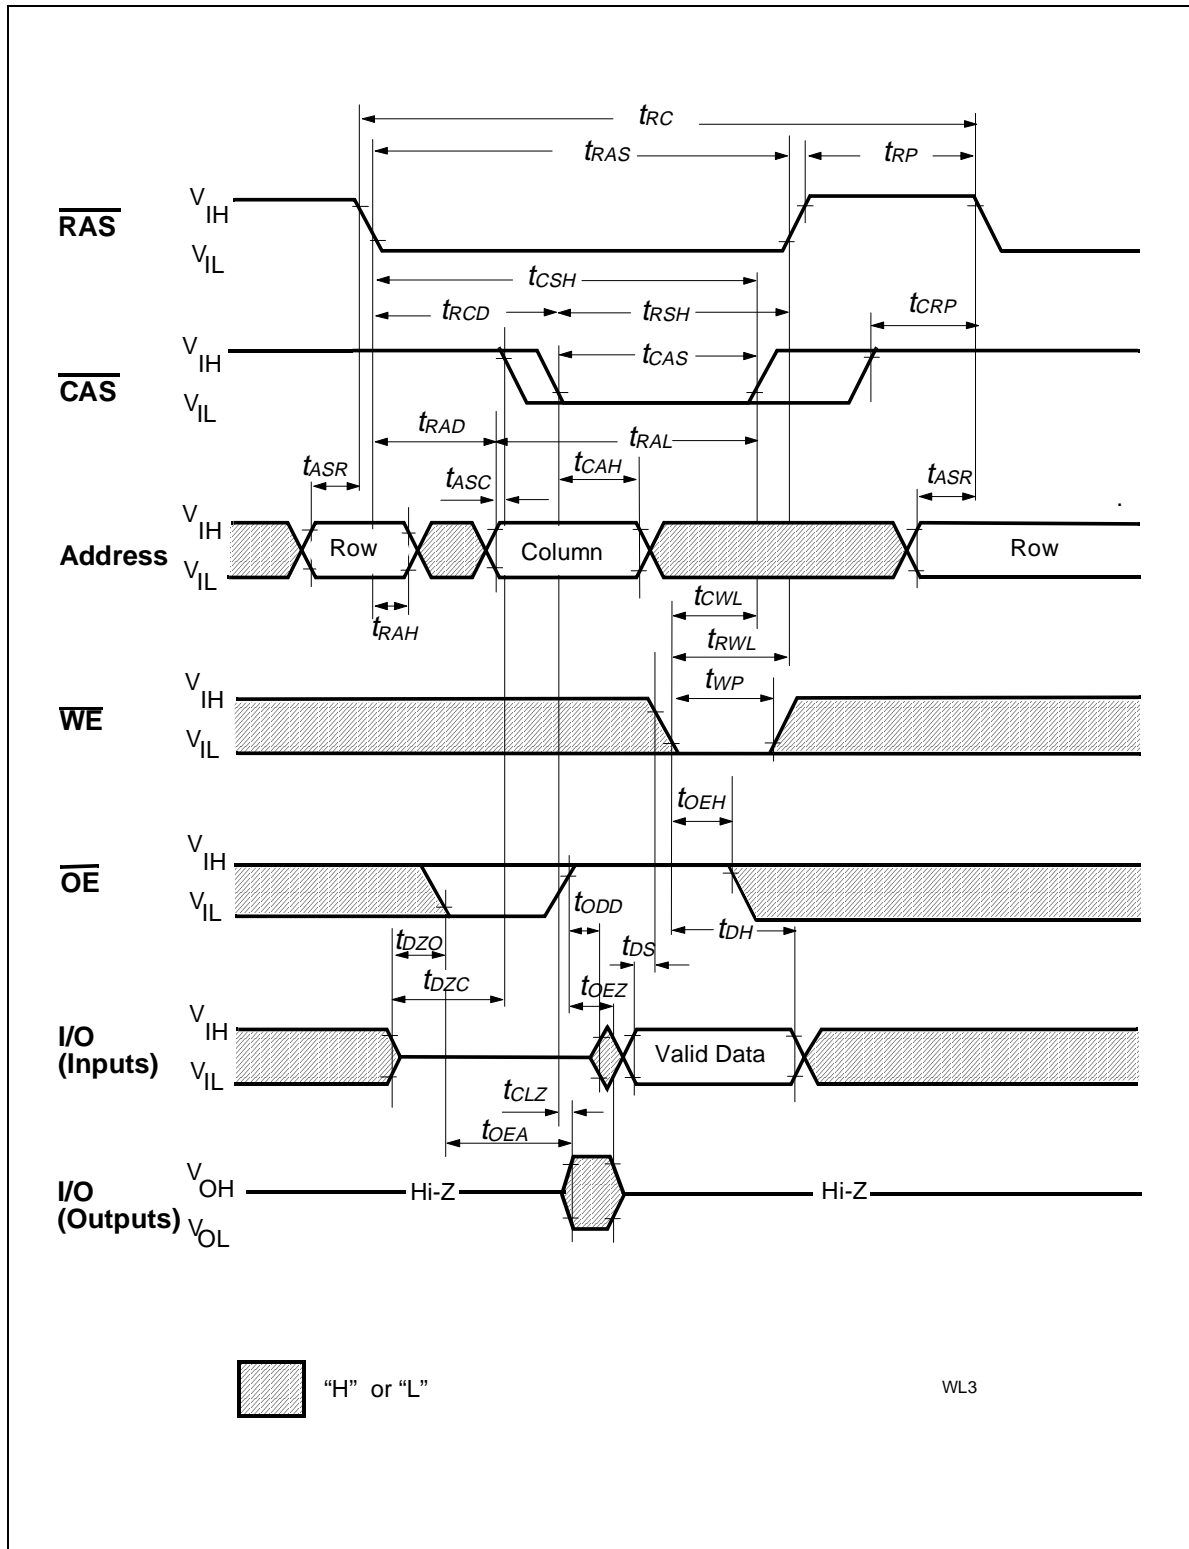 tRC
tRAS
tRP
RAS
VIH
VIL
tCSH
tRCD
tRSH
tCRP
CAS
VIH
VIL
tCAS
tRAD
tRAL
tASR
tASC
tCAH
tASR
Address
VIH
VIL
Row
Column
Row
tRAH
tCWL
tRWL
tWP
WE
VIH
VIL
tOEH
OE
VIH
VIL
tODD
tDH
tDZO
tDS
tDZC
tOEZ
I/O
(Inputs)
VIH
VIL
Valid Data
tCLZ
tOEA
I/O
(Outputs)
VOH
VOL
Hi-Z
Hi-Z
“H” or “L”
WL3